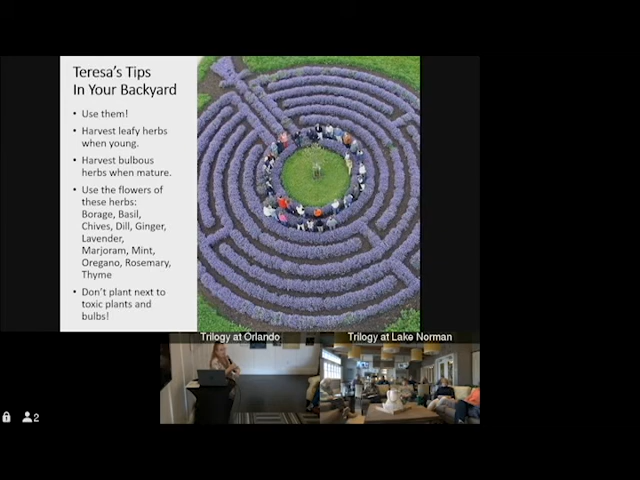 Teresa's Tips
In Your Backyard
• Use them!
• Harvest leafy herbs
when young.
• Harvest bulbous
herbs when mature.
• Use the flowers of
these herbs:
Borage, Basil,
Chives, Dill, Ginger,
Lavender,
Marjoram, Mint,
Oregano, Rosemary,
Thyme
• Don't plant next to
toxic plants and
bulbs!
Trilogy at Orlando
Trilogy at Lake Norman
2